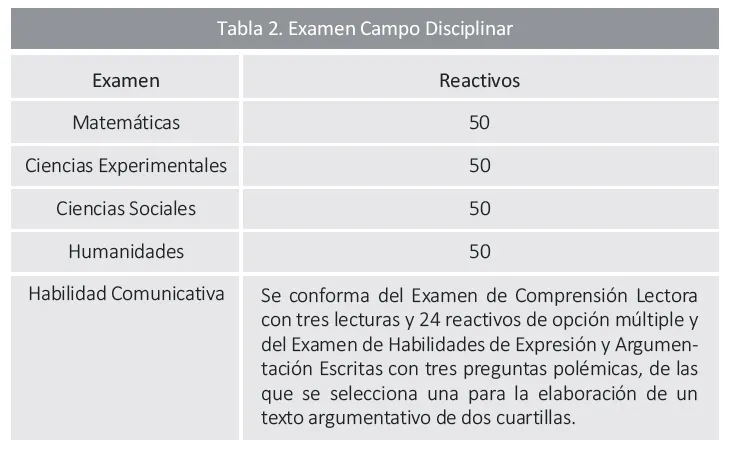 Tabla 2. Examen Campo Disciplinar
Examen Reactivos
Matemáticas 50
Ciencias Experimentales 50
Ciencias Sociales 50
Humanidades 50
Habilidad Comunicativa Se conforma del Examen de Comprensión Lectora
con tres lecturas y 24 reactivos de opción múltiple y
del Examen de Habilidades de Expresión y Argumen-
tación Escritas con tres preguntas polémicas, de las
que se selecciona una para la elaboración de un
texto argumentativo de dos cuartillas.